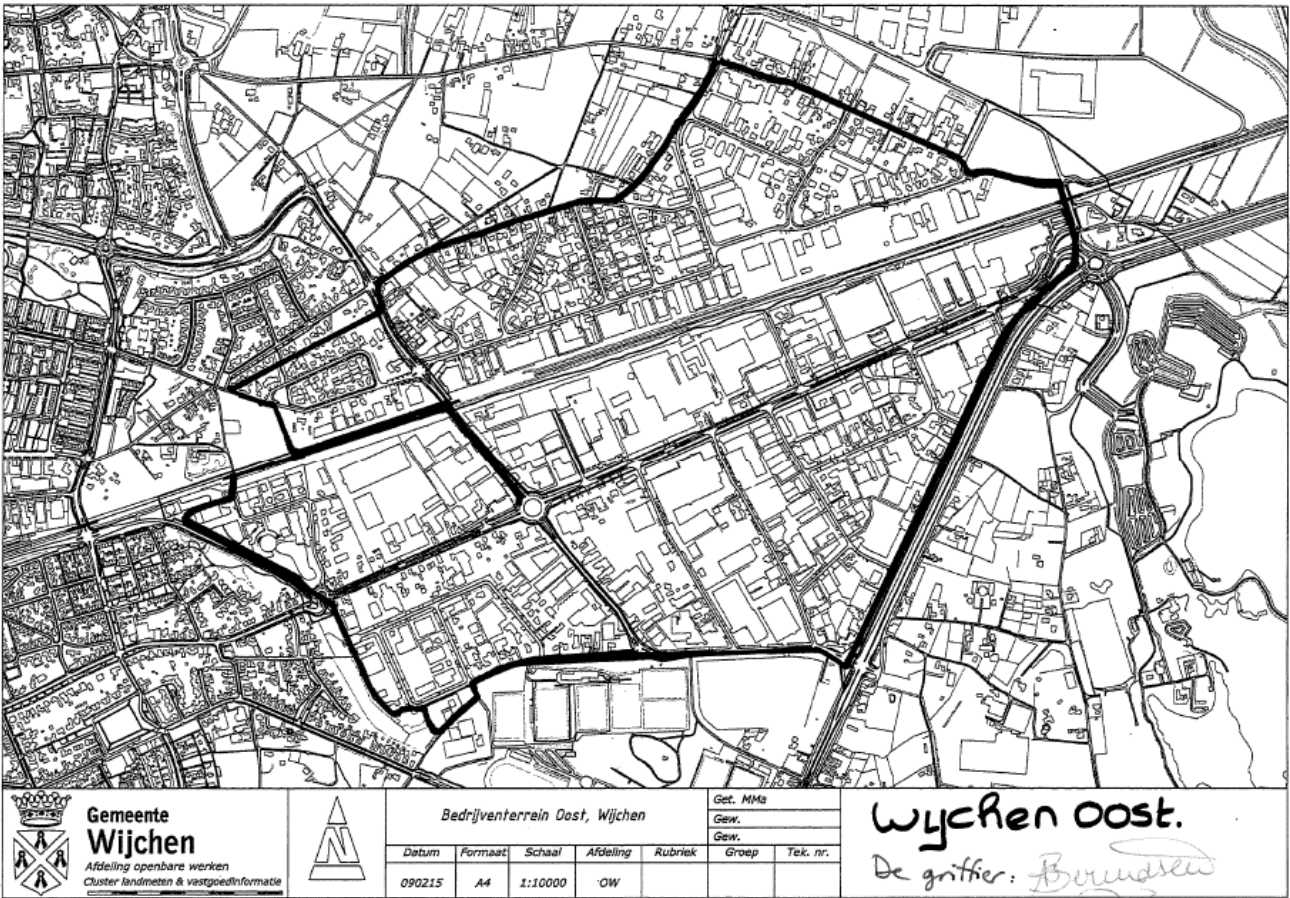 Gemeente
Wijchen
Afdeling openbare werken
Cluster landmeten & vastgoedinformatie
N
Bedrijventerrein Oost, Wijchen
Get. MMa
Gew.
Gew.
Datum Formaat Schaal Afdeling Rubriek Groep Tek. nr.
090215 A4 1:10000 OW
Wijchen Oost.
De griffier: